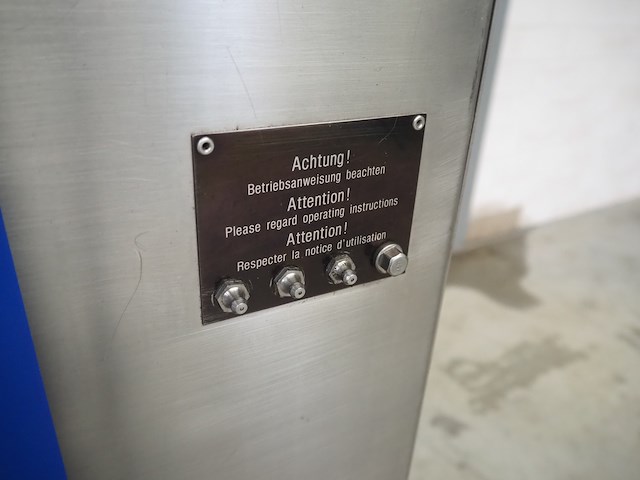 Achtung!
Betriebsanweisung beachten
Attention!
Please regard operating instructions
Attention!
Respecter la notice d'utilisation